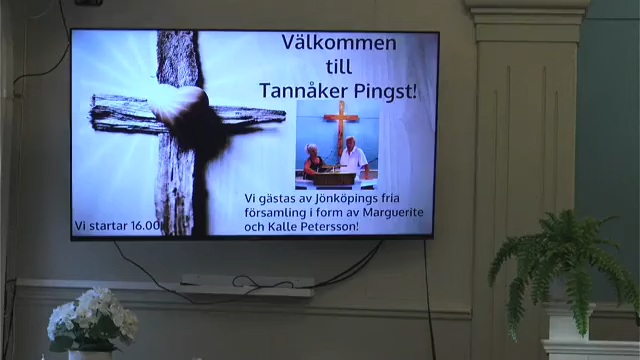 Välkommen
till
Tannåker Pingst!
Vi gästas av Jönköpings fria
församling i form av Marguerite
och Kalle Petersson!
Vi startar 16.00